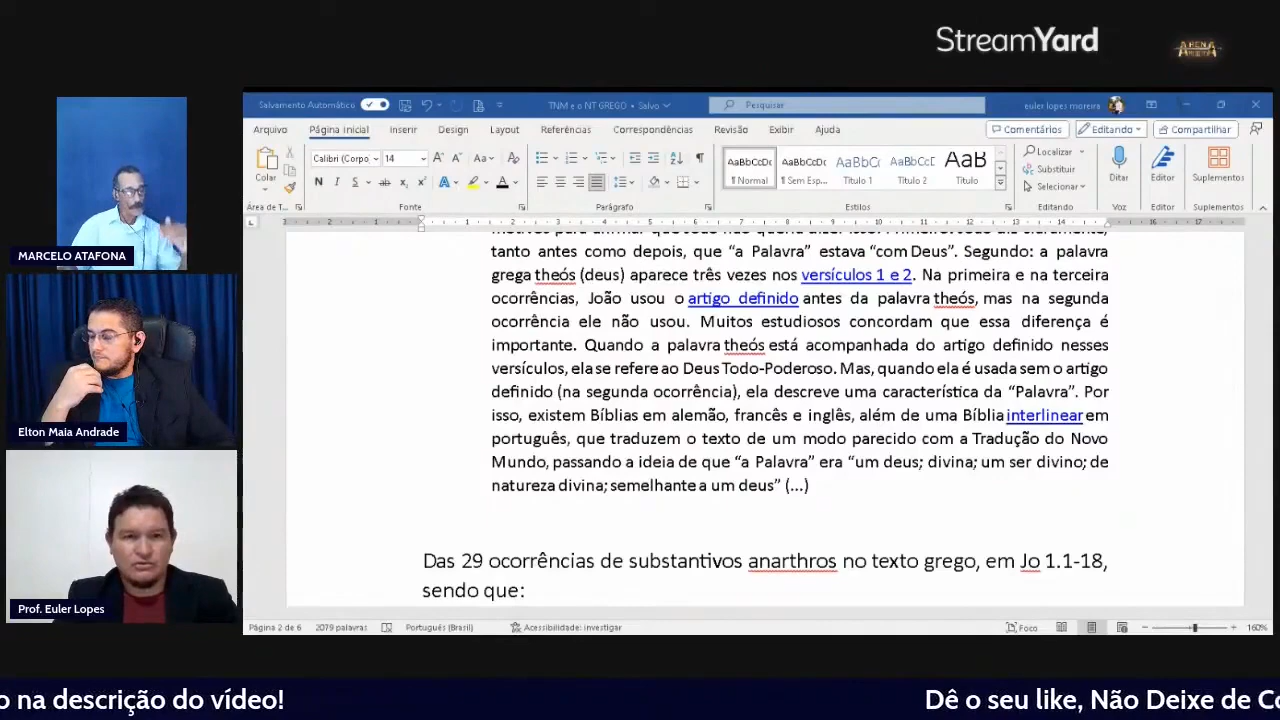 StreamYard
ARENA
MARCELO ATAFONA
Elton Maia Andrade
Prof. Euler Lopes
Salvamento Automático
TNM e o NT GREGO • Salvo
Pesquisar
euler lopes moreira
Arquivo Página inicial Inserir Design Layout Referências Correspondências Revisão Exibir Ajuda
Comentários Editando Compartilhar
Calibri (Corpo 14
Colar
N S ab x₂ x²
AaBbCcDc AaBbCcDc AaBbC( AaBbCcD AaB
¶ Normal ¶ Sem Esp... Título 1 Título 2 Título
Localizar
Substituir
Selecionar
Ditar Editor Suplementos
Área de T... Fonte Parágrafo Estilos Editando Voz Editor Suplementos
tanto antes como depois, que “a Palavra” estava “com Deus”. Segundo: a palavra
grega theós (deus) aparece três vezes nos versículos 1 e 2. Na primeira e na terceira
ocorrências, João usou o artigo definido antes da palavra theós, mas na segunda
ocorrência ele não usou. Muitos estudiosos concordam que essa diferença é
importante. Quando a palavra theós está acompanhada do artigo definido nesses
versículos, ela se refere ao Deus Todo-Poderoso. Mas, quando ela é usada sem o artigo
definido (na segunda ocorrência), ela descreve uma característica da “Palavra”. Por
isso, existem Bíblias em alemão, francês e inglês, além de uma Bíblia interlinear em
português, que traduzem o texto de um modo parecido com a Tradução do Novo
Mundo, passando a ideia de que “a Palavra” era “um deus; divina; um ser divino; de
natureza divina; semelhante a um deus” (...)
Das 29 ocorrências de substantivos anarthros no texto grego, em Jo 1.1-18,
sendo que:
Página 2 de 6 2079 palavras Português (Brasil) Acessibilidade: investigar Foco 160%
o na descrição do vídeo! Dê o seu like, Não Deixe de Co